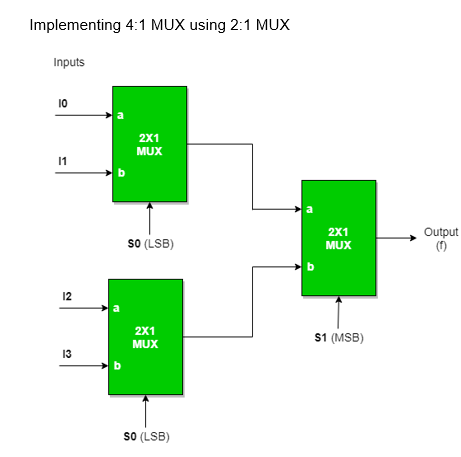 Implementing 4:1 MUX using 2:1 MUX
Inputs
I0
a
2X1
MUX
I1
b
S0 (LSB)
a
2X1
MUX
b
Output
(f)
S1 (MSB)
I2
a
2X1
MUX
I3
b
S0 (LSB)